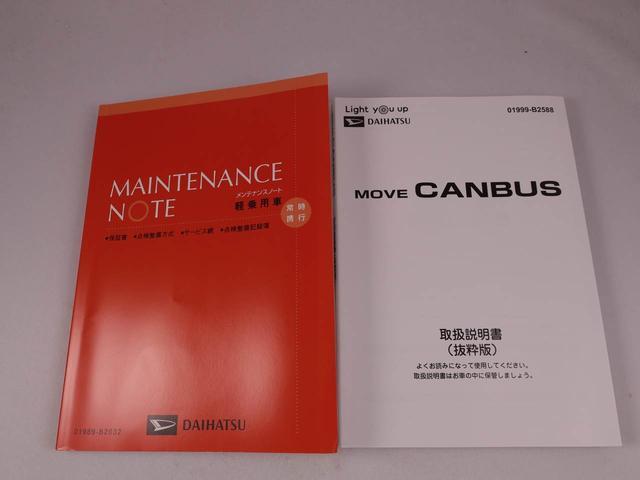 MAINTENANCE
NOTE
メンテナンスノート
軽乗用車
常時
携行
●保証書 ●点検整備方式 ●サービス網 ●点検整備記録簿
DAIHATSU
01989-B2032
Light you up
01999-B2588
DAIHATSU
MOVE CANBUS
取扱説明書
（抜粋版）
よくお読みになって使用してください。
取扱説明書はお車の中に保管しましょう。